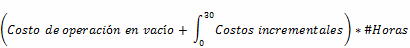 (Costo de operación en vacío + ∫₀³⁰ Costos incrementales) * #Horas